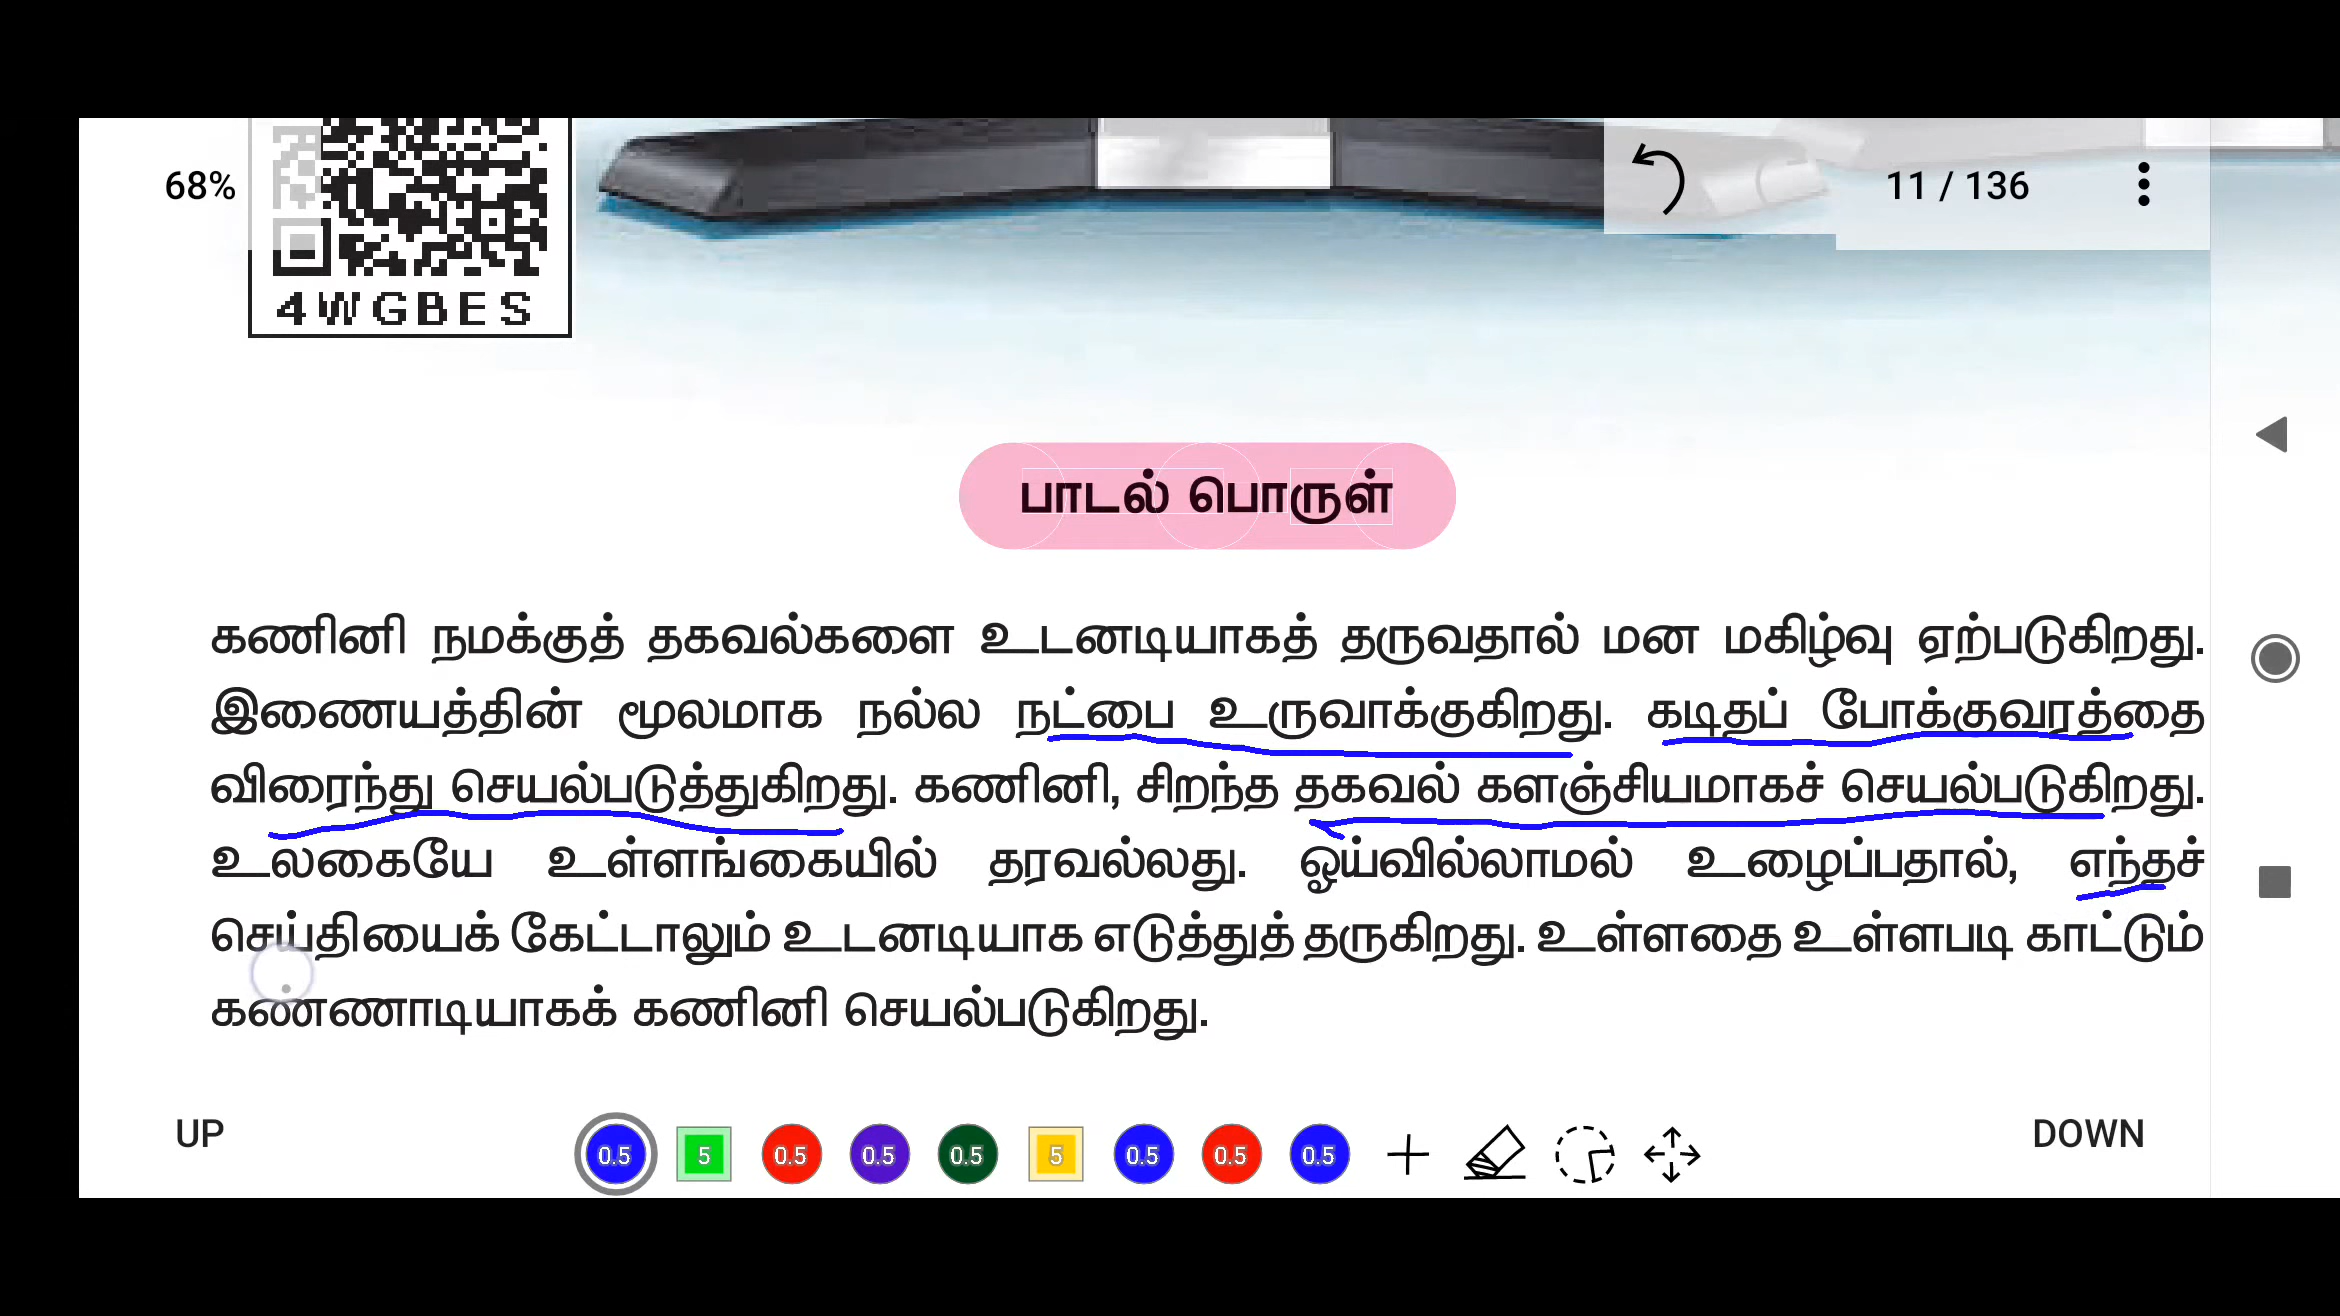 68%
11 / 136
4WGBES
பாடல் பொருள்
கணினி நமக்குத் தகவல்களை உடனடியாகத் தருவதால் மன மகிழ்வு ஏற்படுகிறது.
இணையத்தின் மூலமாக நல்ல நட்பை உருவாக்குகிறது. கடிதப் போக்குவரத்தை
விரைந்து செயல்படுத்துகிறது. கணினி, சிறந்த தகவல் களஞ்சியமாகச் செயல்படுகிறது.
உலகையே உள்ளங்கையில் தரவல்லது. ஓய்வில்லாமல் உழைப்பதால், எந்தச்
செய்தியைக் கேட்டாலும் உடனடியாக எடுத்துத் தருகிறது. உள்ளதை உள்ளபடி காட்டும்
கண்ணாடியாகக் கணினி செயல்படுகிறது.
UP
DOWN
0.5 5 0.5 0.5 0.5 5 0.5 0.5 0.5